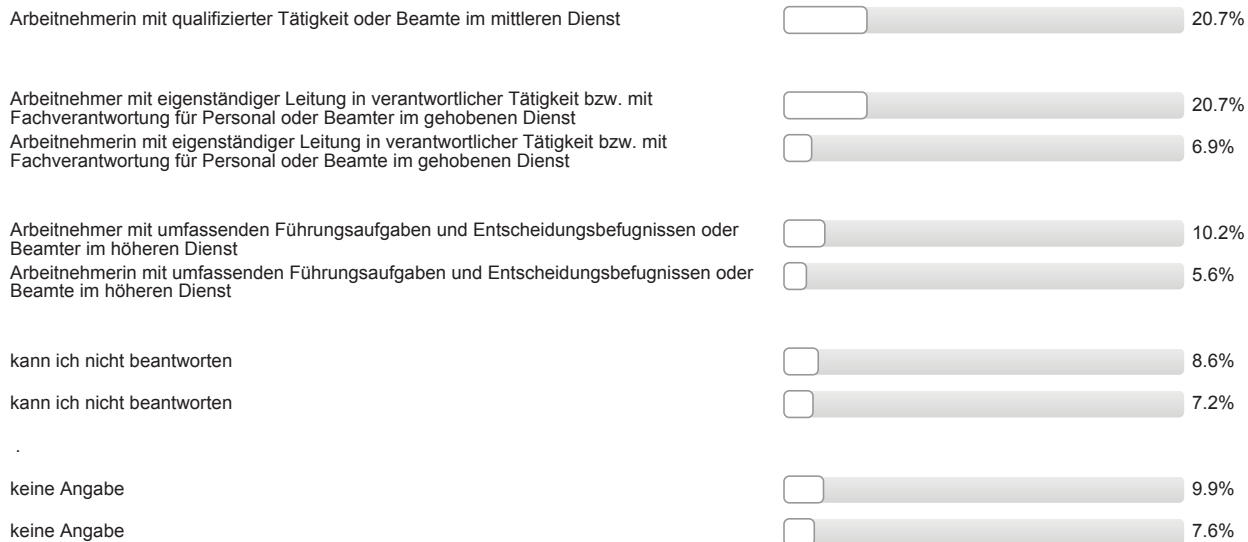 Arbeitnehmerin mit qualifizierter Tätigkeit oder Beamte im mittleren Dienst 20.7%
Arbeitnehmer mit eigenständiger Leitung in verantwortlicher Tätigkeit bzw. mit
Fachverantwortung für Personal oder Beamter im gehobenen Dienst 20.7%
Arbeitnehmerin mit eigenständiger Leitung in verantwortlicher Tätigkeit bzw. mit
Fachverantwortung für Personal oder Beamte im gehobenen Dienst 6.9%
Arbeitnehmer mit umfassenden Führungsaufgaben und Entscheidungsbefugnissen oder
Beamter im höheren Dienst 10.2%
Arbeitnehmerin mit umfassenden Führungsaufgaben und Entscheidungsbefugnissen oder
Beamte im höheren Dienst 5.6%
kann ich nicht beantworten 8.6%
kann ich nicht beantworten 7.2%
.
keine Angabe 9.9%
keine Angabe 7.6%